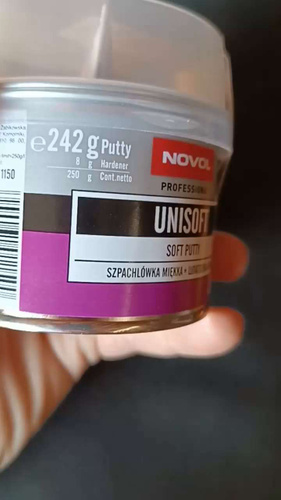 e242 g Putty
8 g Hardener
250 g Cont.netto
1150
NOVOL
PROFESSIONAL
UNISOFT
SOFT PUTTY
SZPACHLÓWKA MIĘKKA